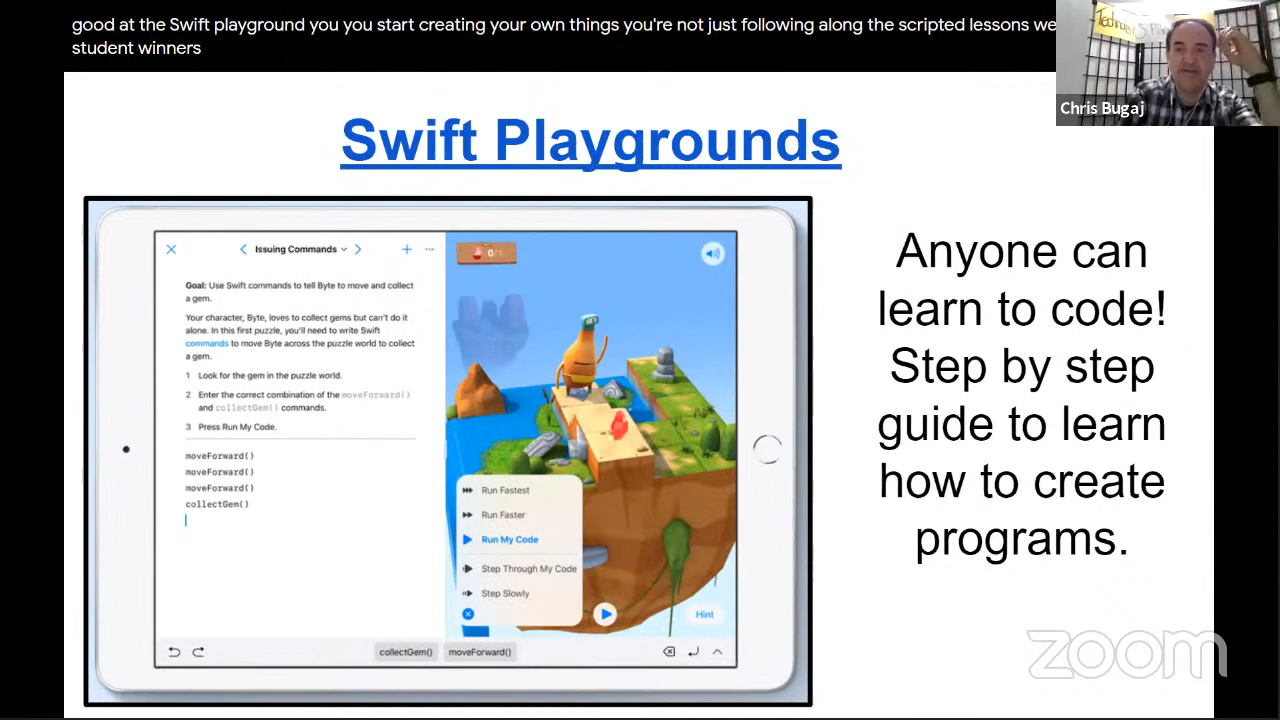 good at the Swift playground you you start creating your own things you're not just following along the scripted lessons we
student winners
Chris Bugaj
Swift Playgrounds
Issuing Commands
0/1
Goal: Use Swift commands to tell Byte to move and collect
a gem.
Your character, Byte, loves to collect gems but can't do it
alone. In this first puzzle, you'll need to write Swift
commands to move Byte across the puzzle world to collect
a gem.
1 Look for the gem in the puzzle world.
2 Enter the correct combination of the moveForward()
and collectGem() commands.
3 Press Run My Code.
moveForward()
moveForward()
moveForward()
collectGem()
Run Fastest
Run Faster
Run My Code
Step Through My Code
Step Slowly
Hint
collectGem()
moveForward()
Anyone can
learn to code!
Step by step
guide to learn
how to create
programs.
zoom